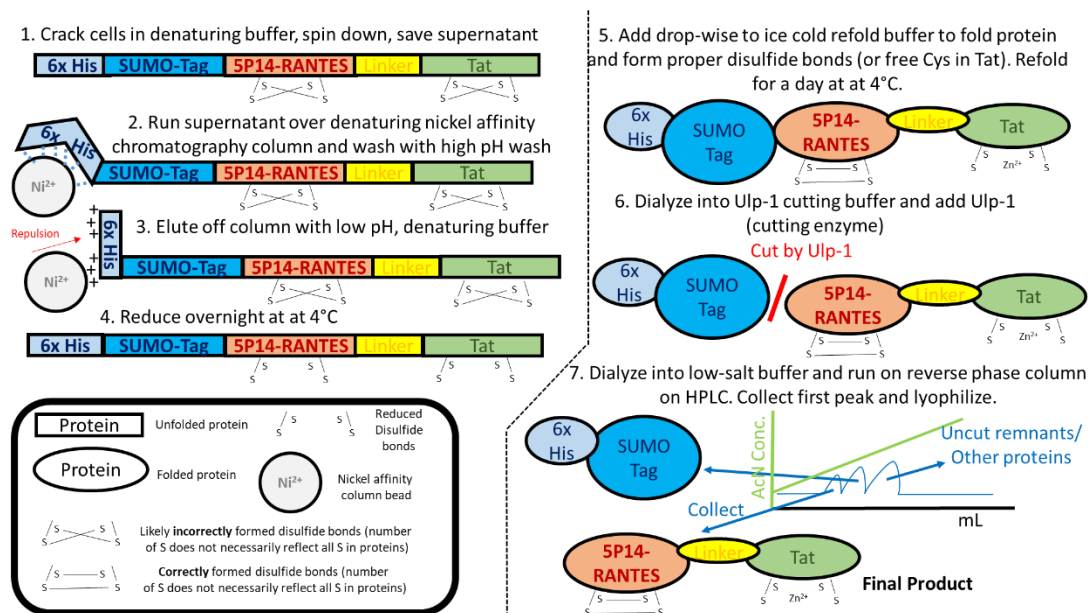 1. Crack cells in denaturing buffer, spin down, save supernatant
6x His SUMO-Tag 5P14-RANTES Linker Tat
S S S S
S S S S
2. Run supernatant over denaturing nickel affinity
chromatography column and wash with high pH wash
6x His
Ni²⁺
SUMO-Tag 5P14-RANTES Linker Tat
S S S S
S S S S
3. Elute off column with low pH, denaturing buffer
Repulsion
+
+
+
+
+
+
6x His
Ni²⁺
SUMO-Tag 5P14-RANTES Linker Tat
S S S S
S S S S
4. Reduce overnight at at 4°C
6x His SUMO-Tag 5P14-RANTES Linker Tat
S S S S
S S S S
Protein
Unfolded protein
S S
S S
Reduced
Disulfide
bonds
Protein
Folded protein
Ni²⁺
Nickel affinity
column bead
S S
S S
Likely incorrectly formed disulfide bonds (number
of S does not necessarily reflect all S in proteins)
S S
S S
Correctly formed disulfide bonds (number
of S does not necessarily reflect all S in proteins)
5. Add drop-wise to ice cold refold buffer to fold protein
and form proper disulfide bonds (or free Cys in Tat). Refold
for a day at at 4°C.
6x
His
SUMO
Tag
5P14-
RANTES
Linker
Tat
S S
S S
S S
Zn²⁺
6. Dialyze into Ulp-1 cutting buffer and add Ulp-1
(cutting enzyme)
Cut by Ulp-1
6x
His
SUMO
Tag
5P14-
RANTES
Linker
Tat
S S
S S
S S
Zn²⁺
7. Dialyze into low-salt buffer and run on reverse phase column
on HPLC. Collect first peak and lyophilize.
6x
His
SUMO
Tag
AcN Conc.
Uncut remnants/
Other proteins
Collect
mL
5P14-
RANTES
Linker
Tat
S S
S S
S S
Zn²⁺
Final Product